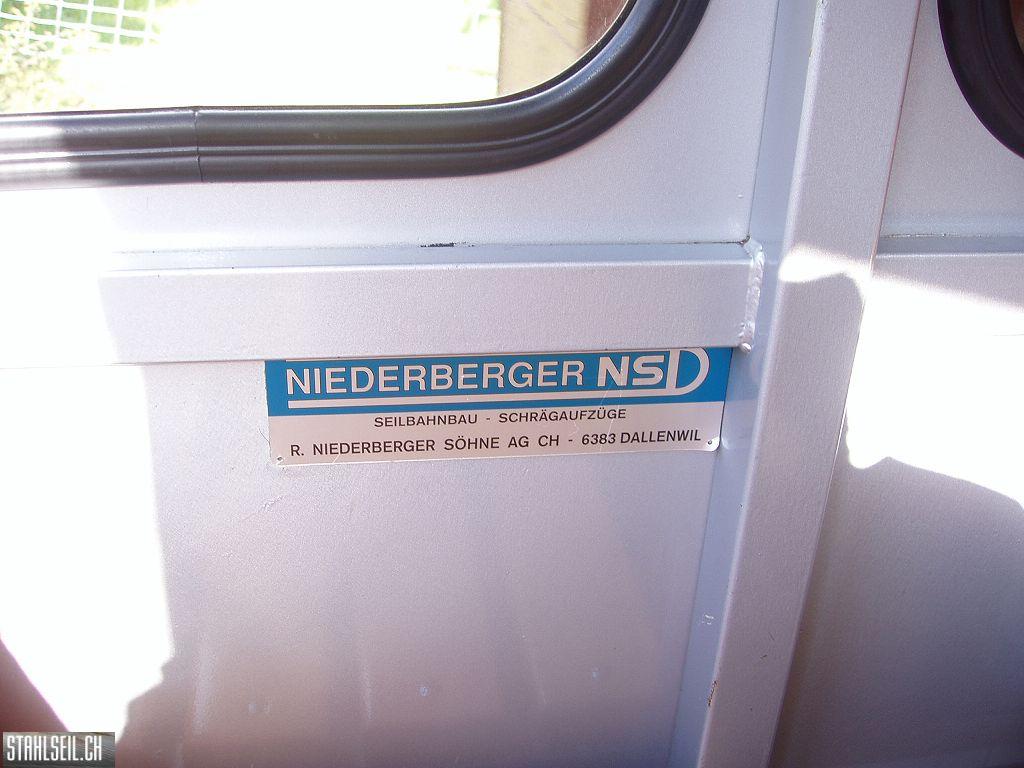 NIEDERBERGER NSD
SEILBAHNBAU - SCHRÄGAUFZÜGE
R. NIEDERBERGER SÖHNE AG CH - 6383 DALLENWIL
STAHLSEIL.CH